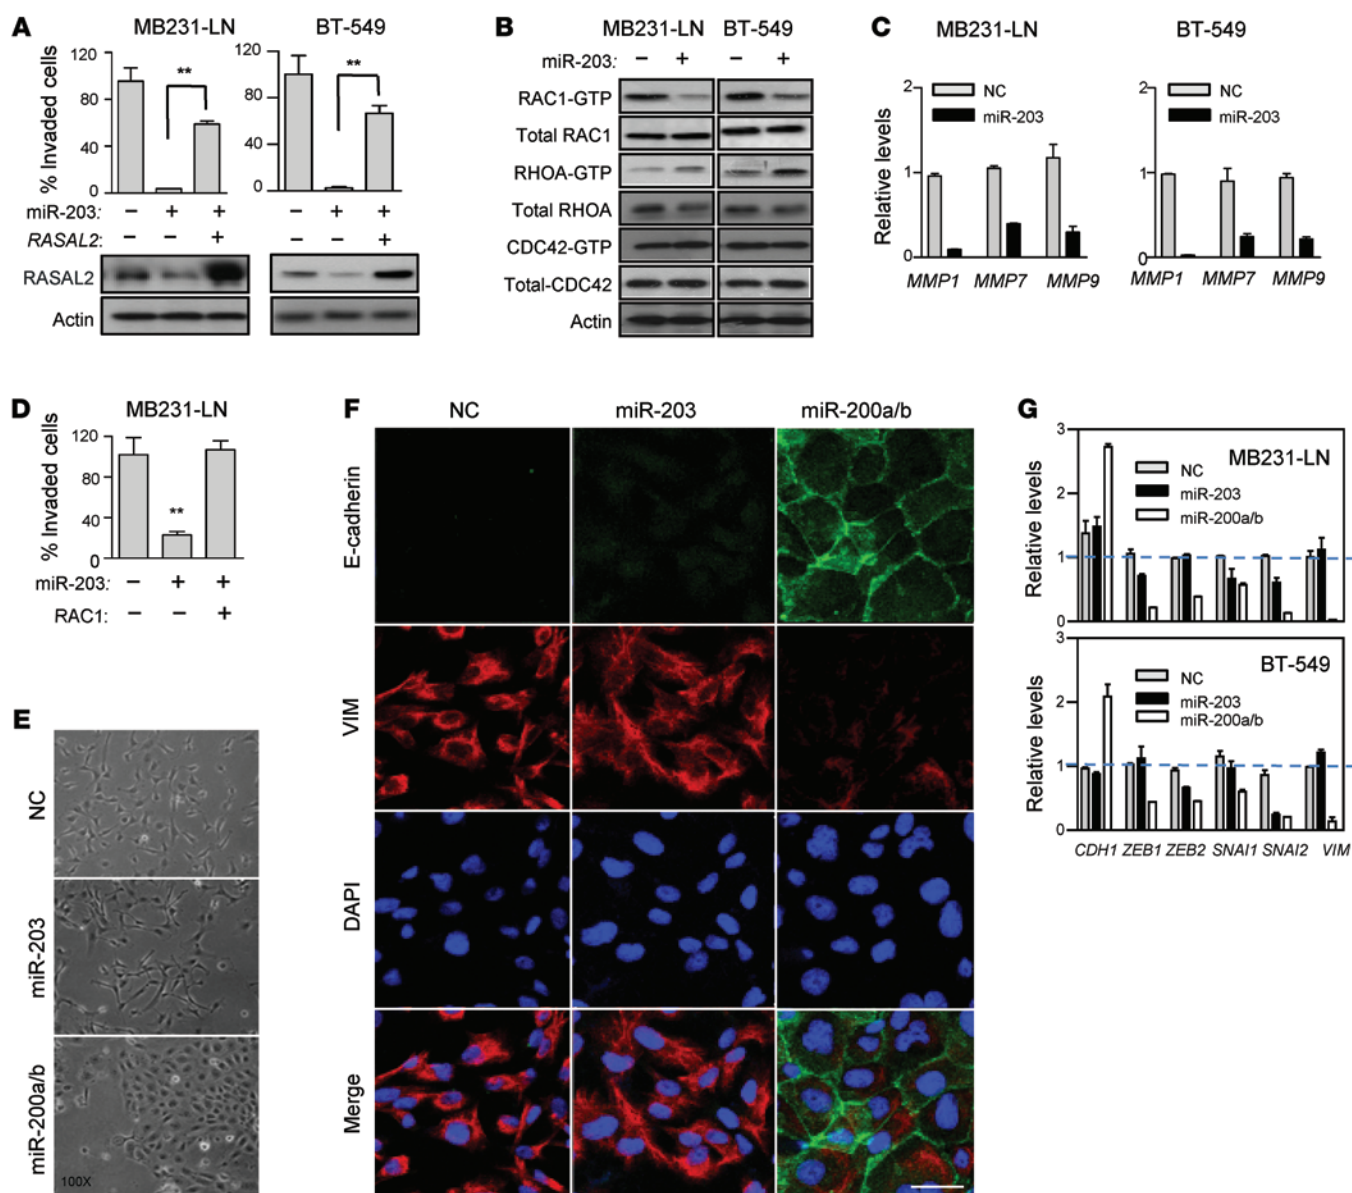 A
MB231-LN
BT-549
% Invaded cells
120
80
40
0
**
120
80
40
0
**
miR-203: − + + − + +
RASAL2: − − + − − +
RASAL2
Actin
B
MB231-LN BT-549
miR-203: − + − +
RAC1-GTP
Total RAC1
RHOA-GTP
Total RHOA
CDC42-GTP
Total-CDC42
Actin
C
MB231-LN
BT-549
Relative levels
2
1
0
NC
miR-203
MMP1 MMP7 MMP9
2
1
0
NC
miR-203
MMP1 MMP7 MMP9
D
MB231-LN
% Invaded cells
120
80
40
0
**
miR-203: − + +
RAC1: − − +
E
NC
miR-203
miR-200a/b
100X
F
NC miR-203 miR-200a/b
E-cadherin
VIM
DAPI
Merge
G
Relative levels
3
2
1
0
MB231-LN
NC
miR-203
miR-200a/b
Relative levels
3
2
1
0
BT-549
NC
miR-203
miR-200a/b
CDH1 ZEB1 ZEB2 SNAI1 SNAI2 VIM